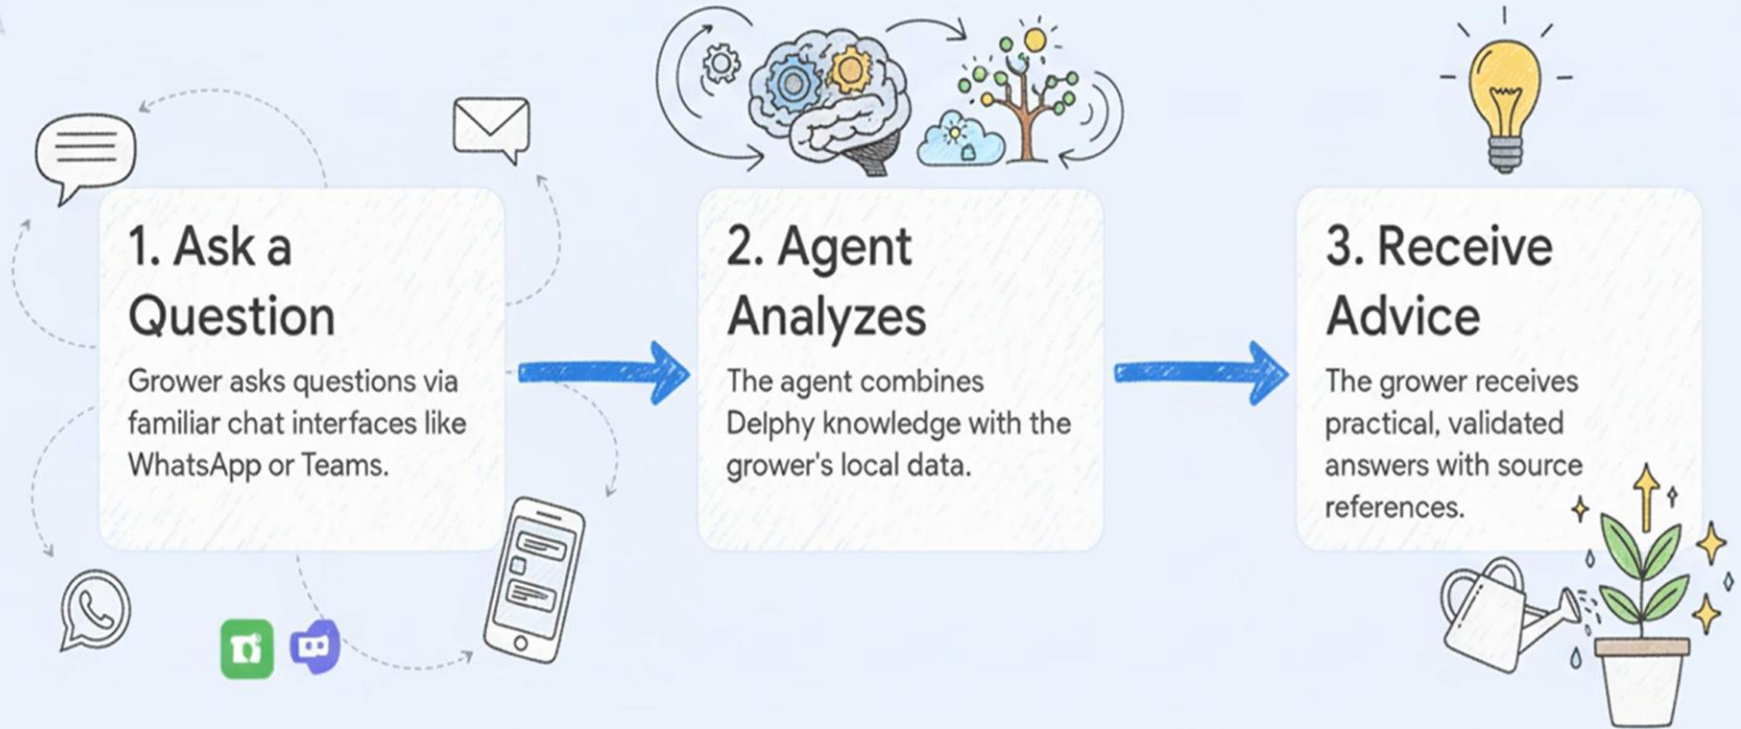 1. Ask a
Question
Grower asks questions via
familiar chat interfaces like
WhatsApp or Teams.
2. Agent
Analyzes
The agent combines
Delphy knowledge with the
grower's local data.
3. Receive
Advice
The grower receives
practical, validated
answers with source
references.